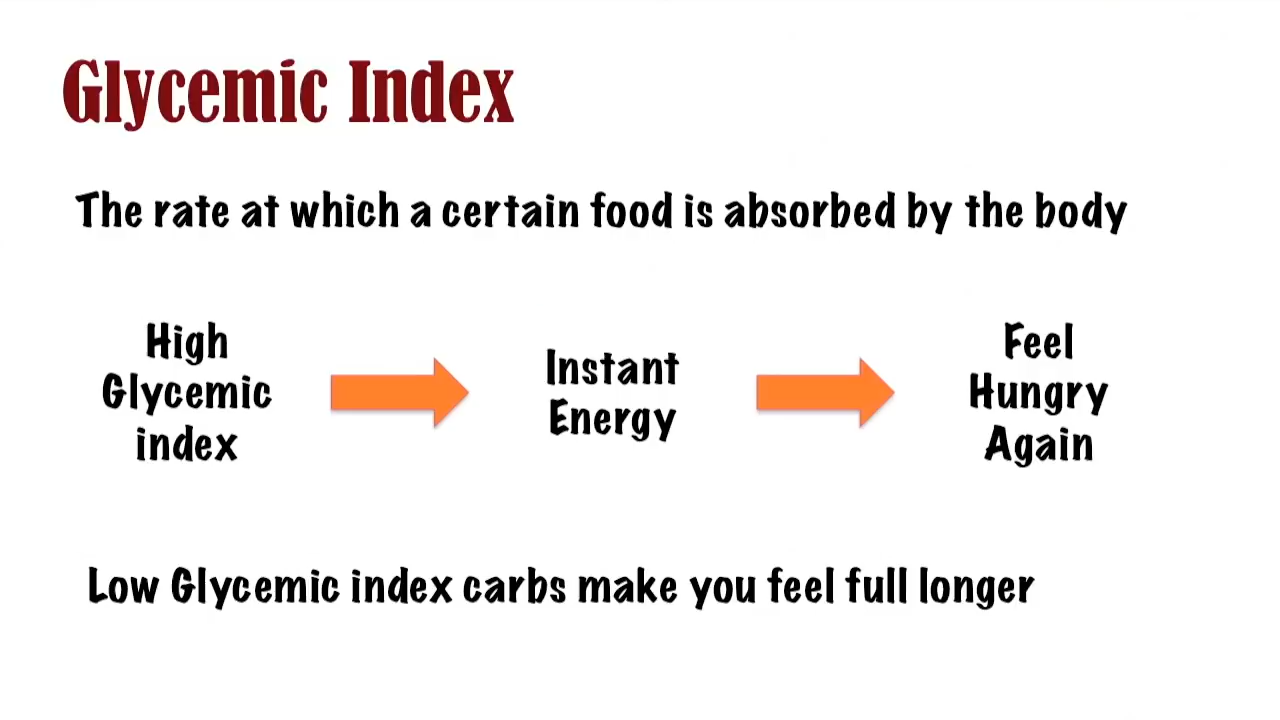 Glycemic Index
The rate at which a certain food is absorbed by the body
High
Glycemic
index
Instant
Energy
Feel
Hungry
Again
Low Glycemic index carbs make you feel full longer